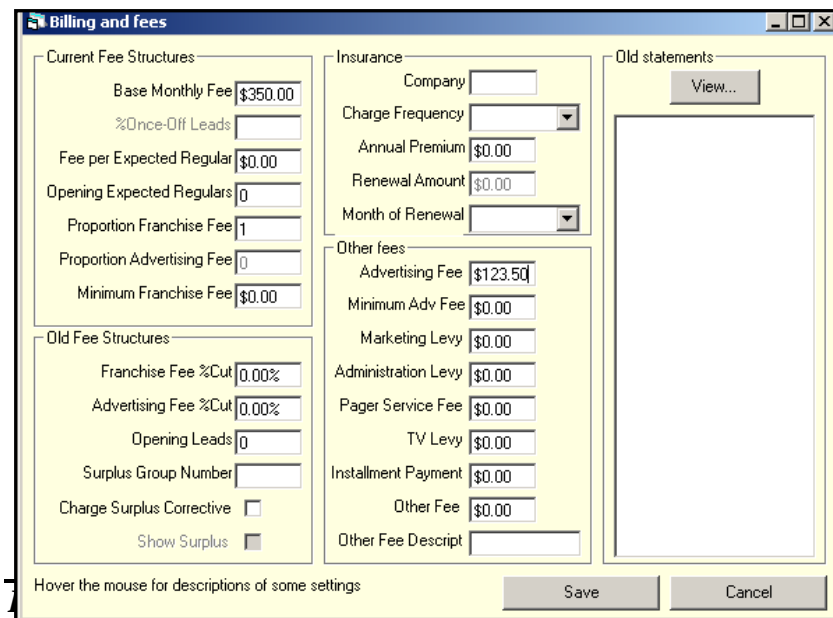 Billing and fees
Current Fee Structures
Base Monthly Fee $350.00
%Once-Off Leads
Fee per Expected Regular $0.00
Opening Expected Regulars 0
Proportion Franchise Fee 1
Proportion Advertising Fee 0
Minimum Franchise Fee $0.00
Old Fee Structures
Franchise Fee %Cut 0.00%
Advertising Fee %Cut 0.00%
Opening Leads 0
Surplus Group Number
Charge Surplus Corrective
Show Surplus
Insurance
Company
Charge Frequency
Annual Premium $0.00
Renewal Amount $0.00
Month of Renewal
Other fees
Advertising Fee $123.50
Minimum Adv Fee $0.00
Marketing Levy $0.00
Administration Levy $0.00
Pager Service Fee $0.00
TV Levy $0.00
Installment Payment $0.00
Other Fee $0.00
Other Fee Descript
Old statements
View...
Hover the mouse for descriptions of some settings
Save
Cancel